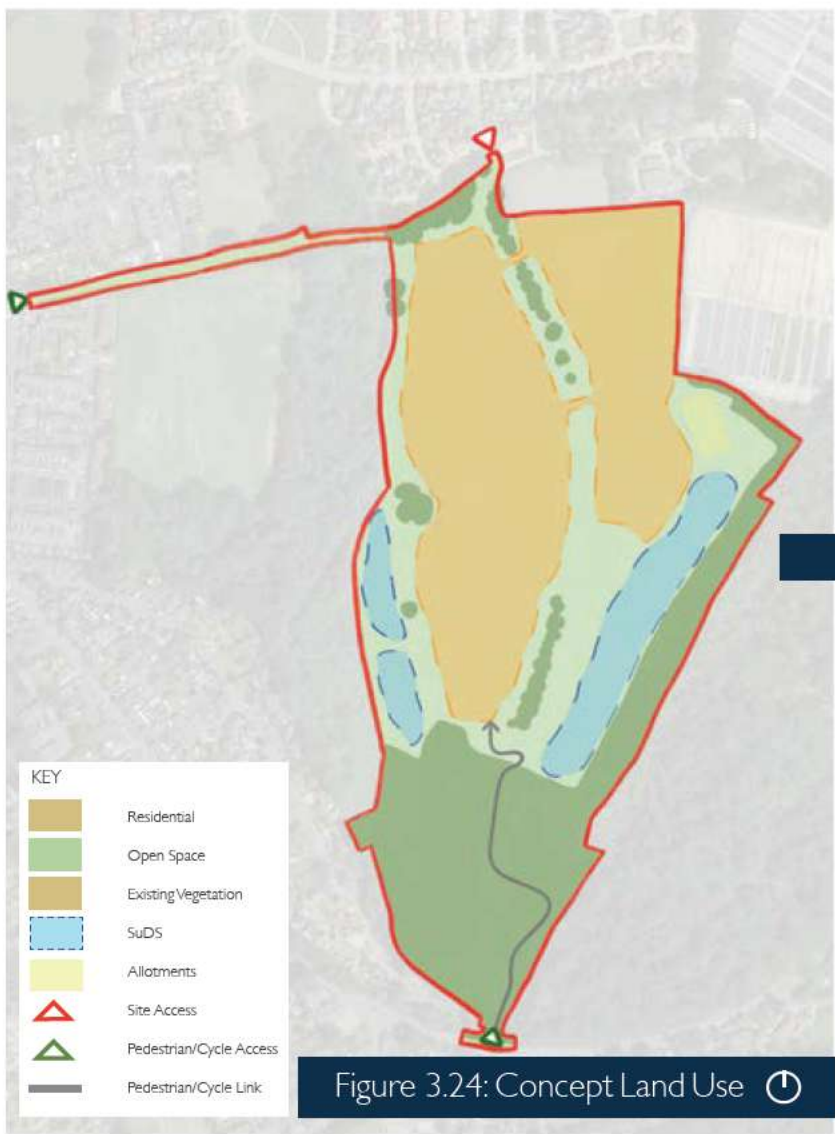 KEY
Residential
Open Space
Existing Vegetation
SuDS
Allotments
Site Access
Pedestrian/Cycle Access
Pedestrian/Cycle Link
Figure 3.24: Concept Land Use